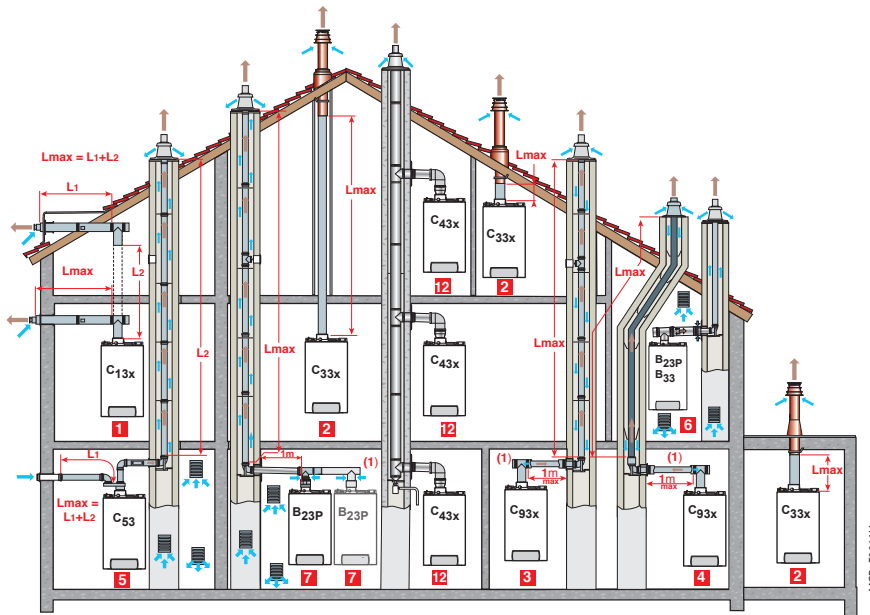 Lmax = L1+L2
L1
Lmax
L2
C13x
1
L2
L1
Lmax =
L1+L2
C53
5
Lmax
1m
(1)
B23P
7
B23P
7
Lmax
C33x
2
C43x
12
C43x
12
C43x
12
Lmax
C33x
2
Lmax
(1)
1m
max
C93x
3
Lmax
(1)
1m
max
C93x
4
B23P
B33
6
Lmax
C33x
2